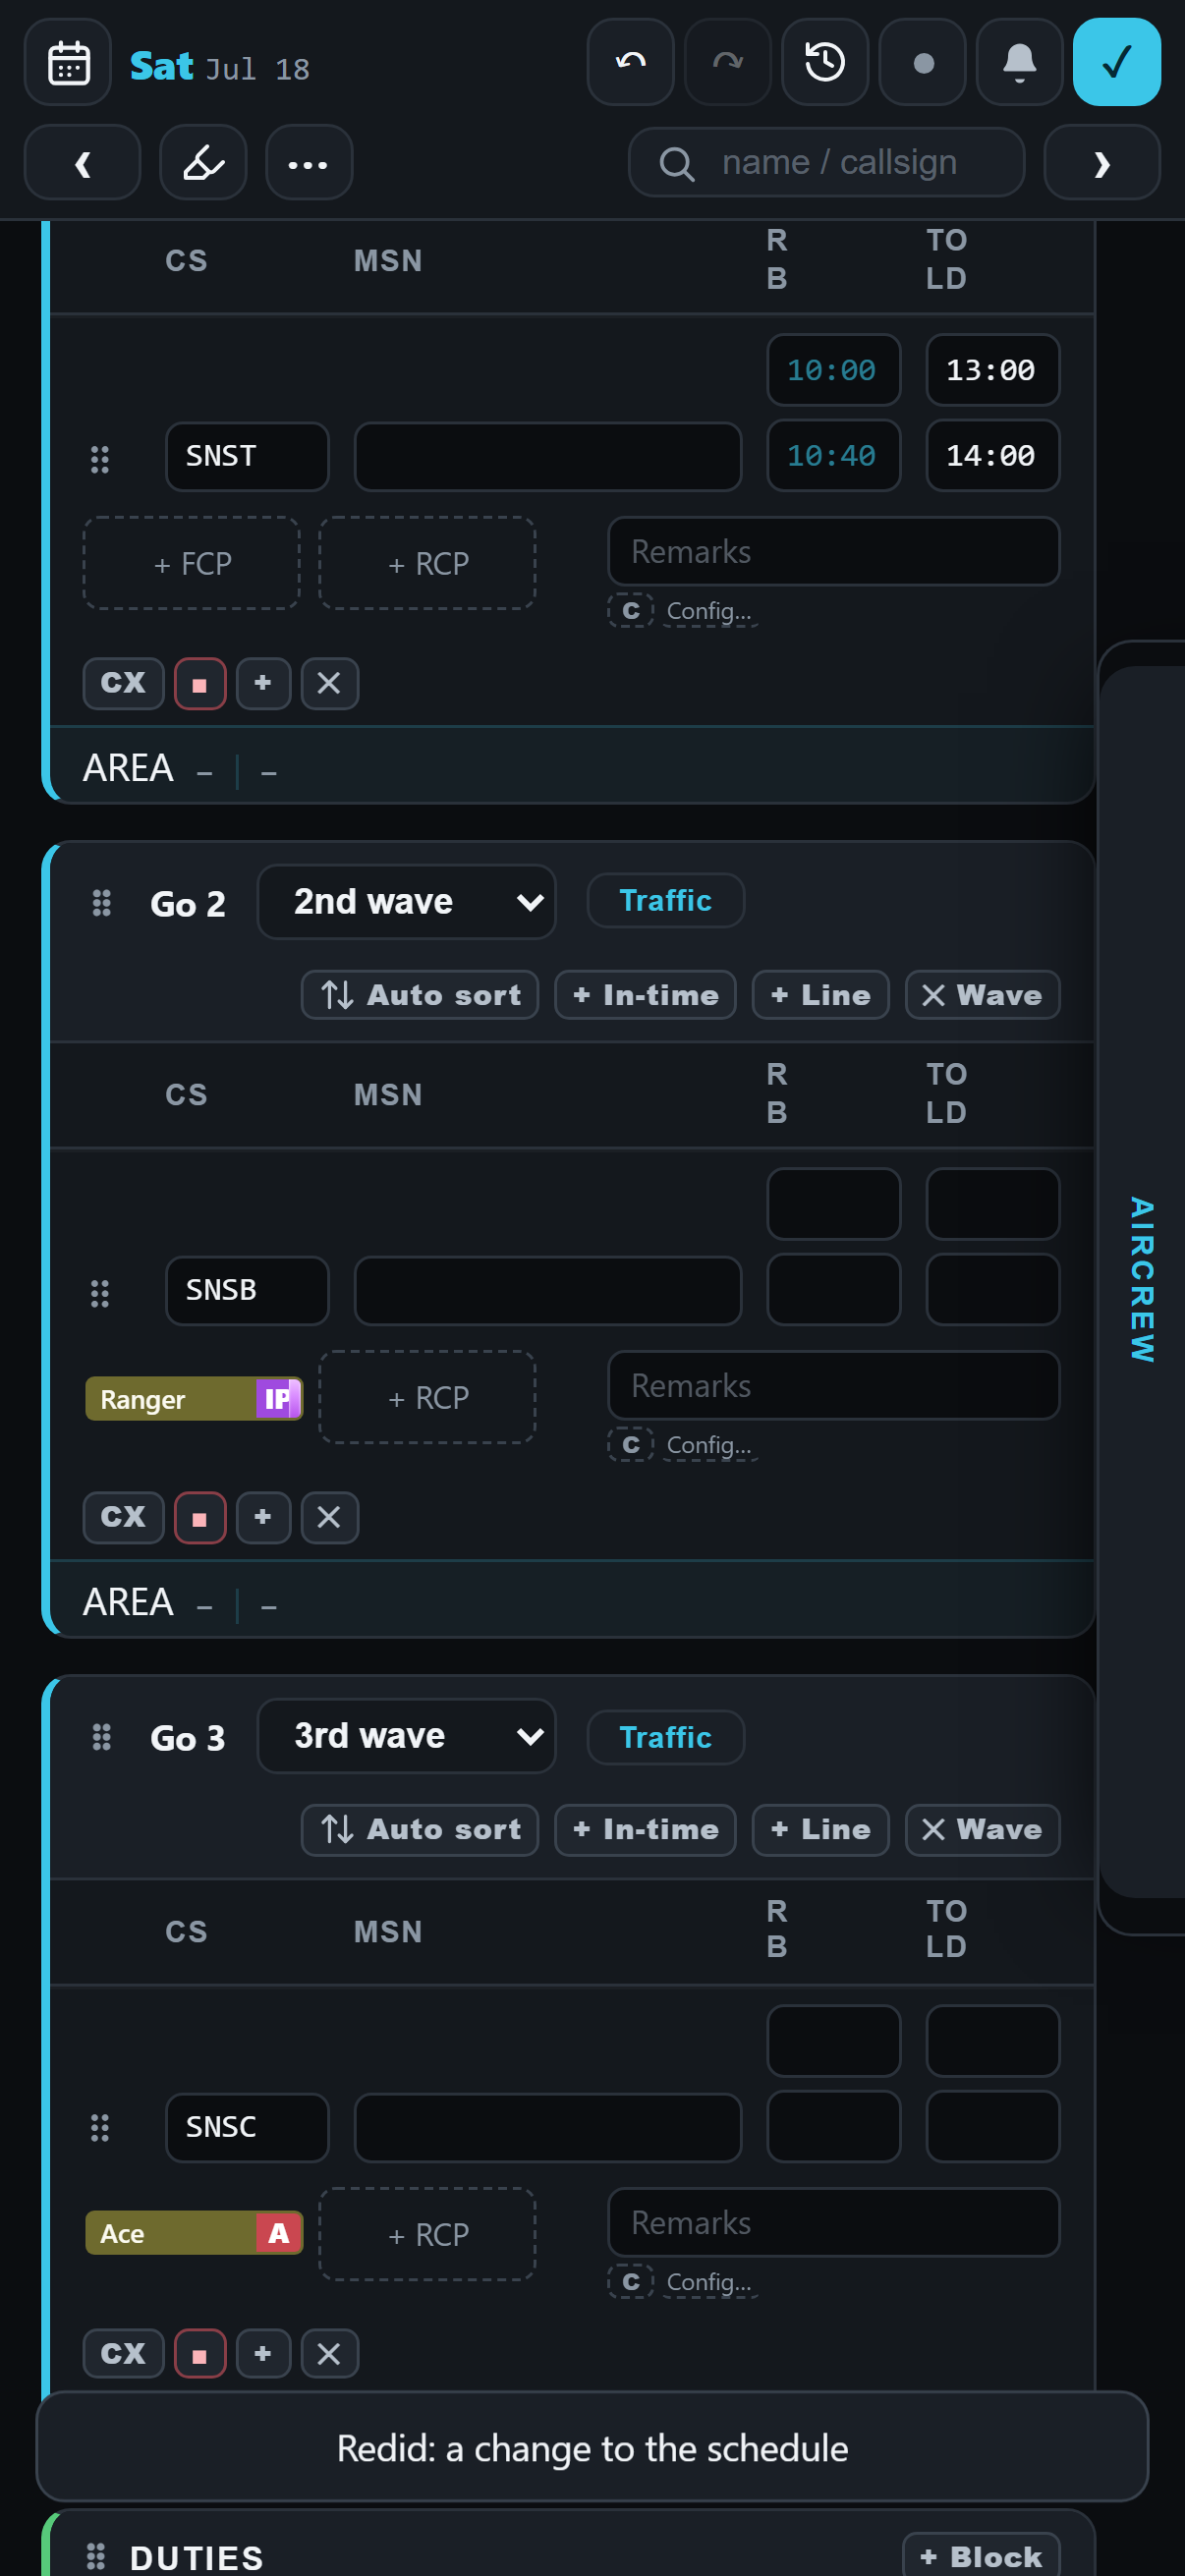 Sat Jul 18
name / callsign
CS MSN R TO
B LD
10:00 13:00
SNST 10:40 14:00
+ FCP + RCP Remarks
C Config...
CX + ×
AREA – | –
Go 2 2nd wave Traffic
Auto sort + In-time + Line × Wave
CS MSN R TO
B LD
SNSB
Ranger IP + RCP Remarks
C Config...
CX + ×
AREA – | –
AIRCREW
Go 3 3rd wave Traffic
Auto sort + In-time + Line × Wave
CS MSN R TO
B LD
SNSC
Ace A + RCP Remarks
C Config...
CX + ×
Redid: a change to the schedule
DUTIES + Block